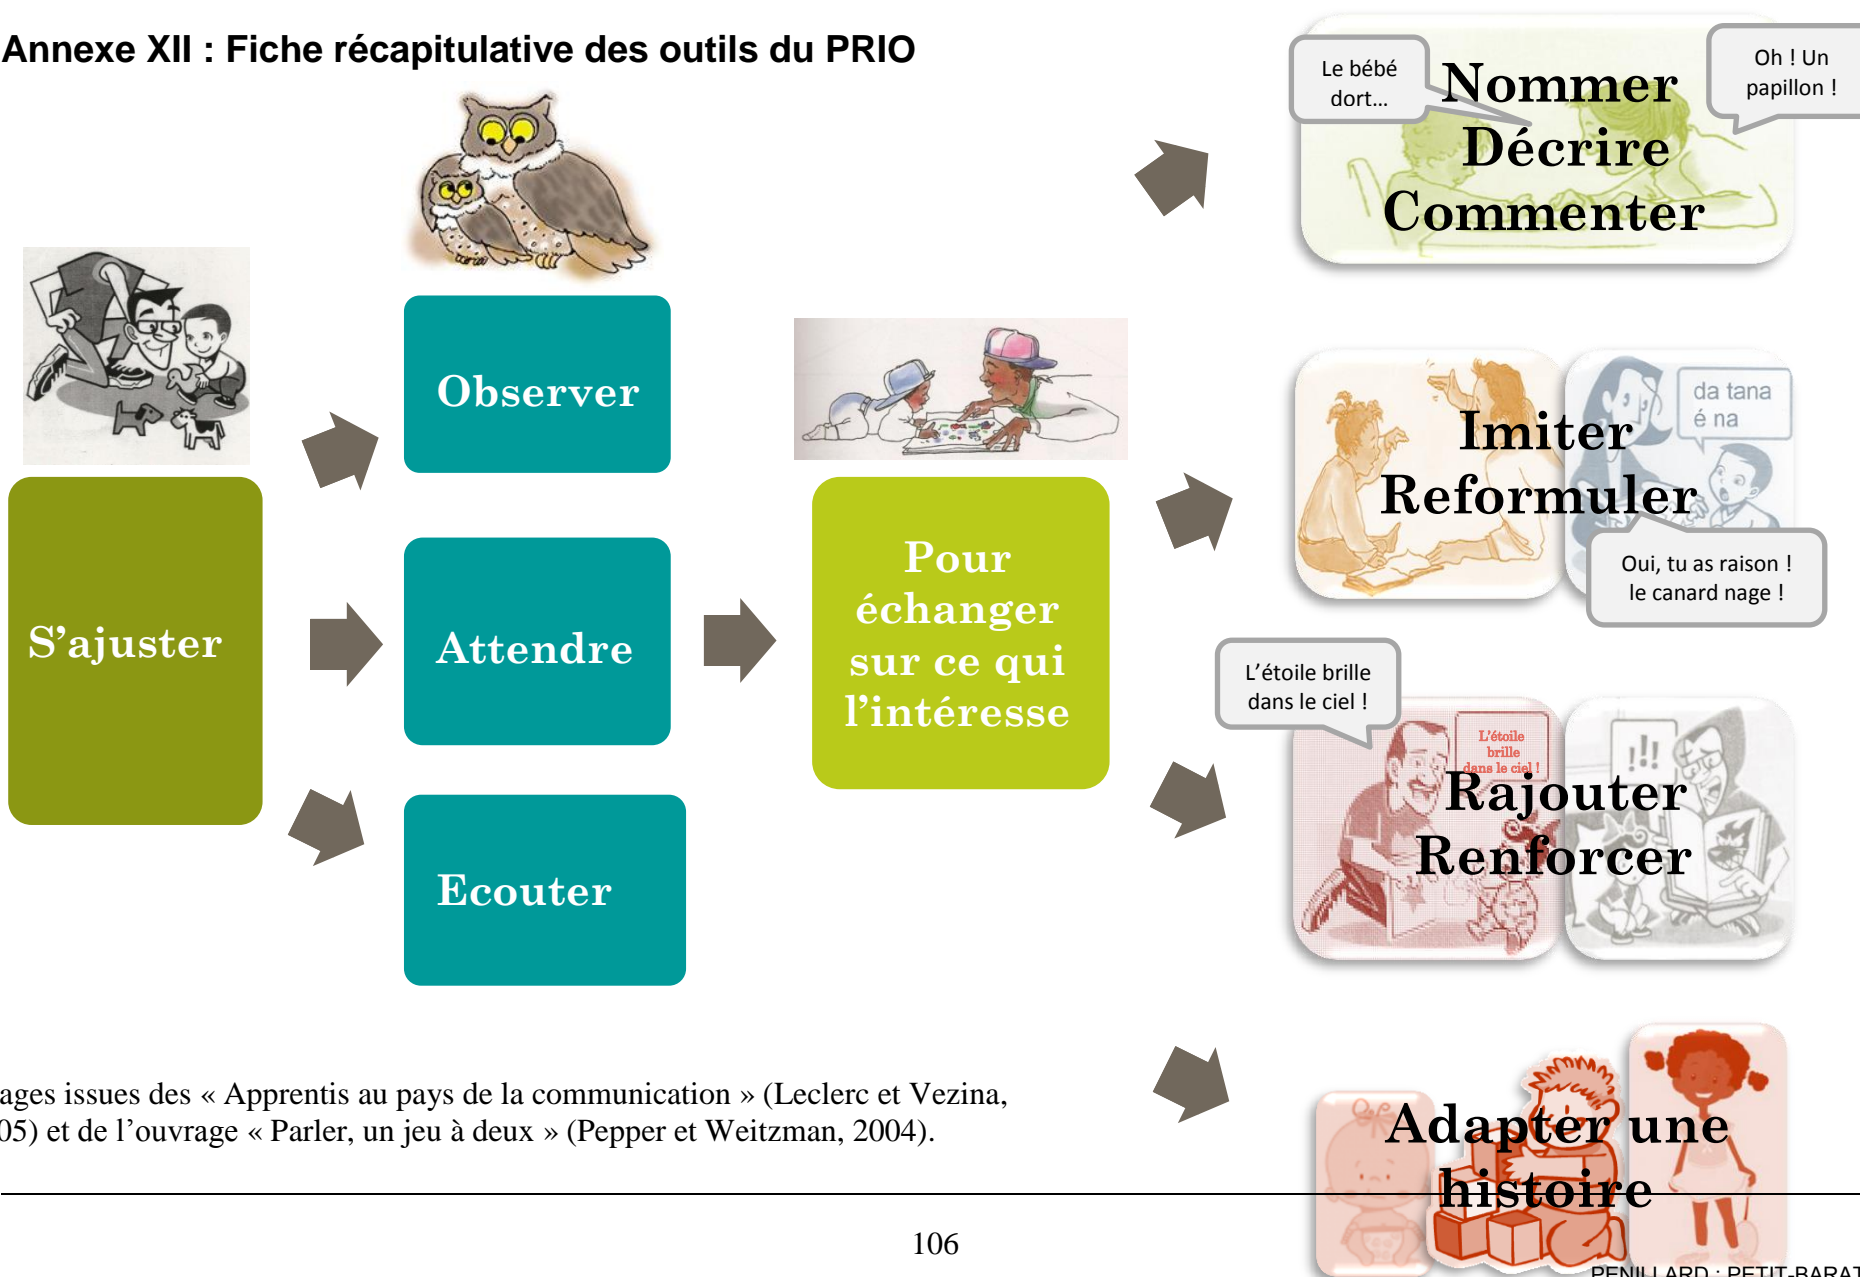 Annexe XII : Fiche récapitulative des outils du PRIO
Le bébé
dort...
Oh ! Un
papillon !
Nommer
Décrire
Commenter
Observer
S'ajuster
Attendre
Ecouter
Pour
échanger
sur ce qui
l'intéresse
da tana
é na
Imiter
Reformuler
Oui, tu as raison !
le canard nage !
L'étoile brille
dans le ciel !
L'étoile
brille
dans le ciel !
!!!
Rajouter
Renforcer
Adapter une
histoire
ages issues des « Apprentis au pays de la communication » (Leclerc et Vezina,
05) et de l'ouvrage « Parler, un jeu à deux » (Pepper et Weitzman, 2004).
106
PENILLARD ; PETIT-BARAT